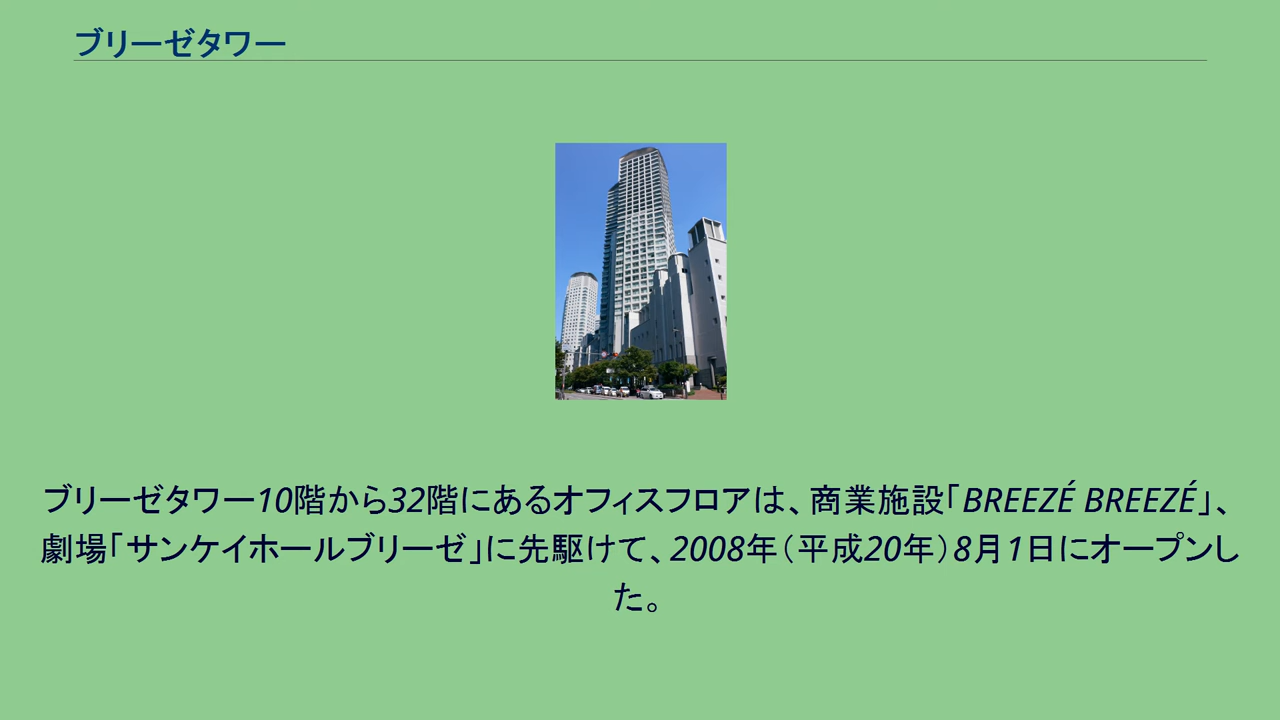 ブリーゼタワー
ブリーゼタワー10階から32階にあるオフィスフロアは、商業施設「BREEZÉ BREEZÉ」、
劇場「サンケイホールブリーゼ」に先駆けて、2008年（平成20年）8月1日にオープンし
た。